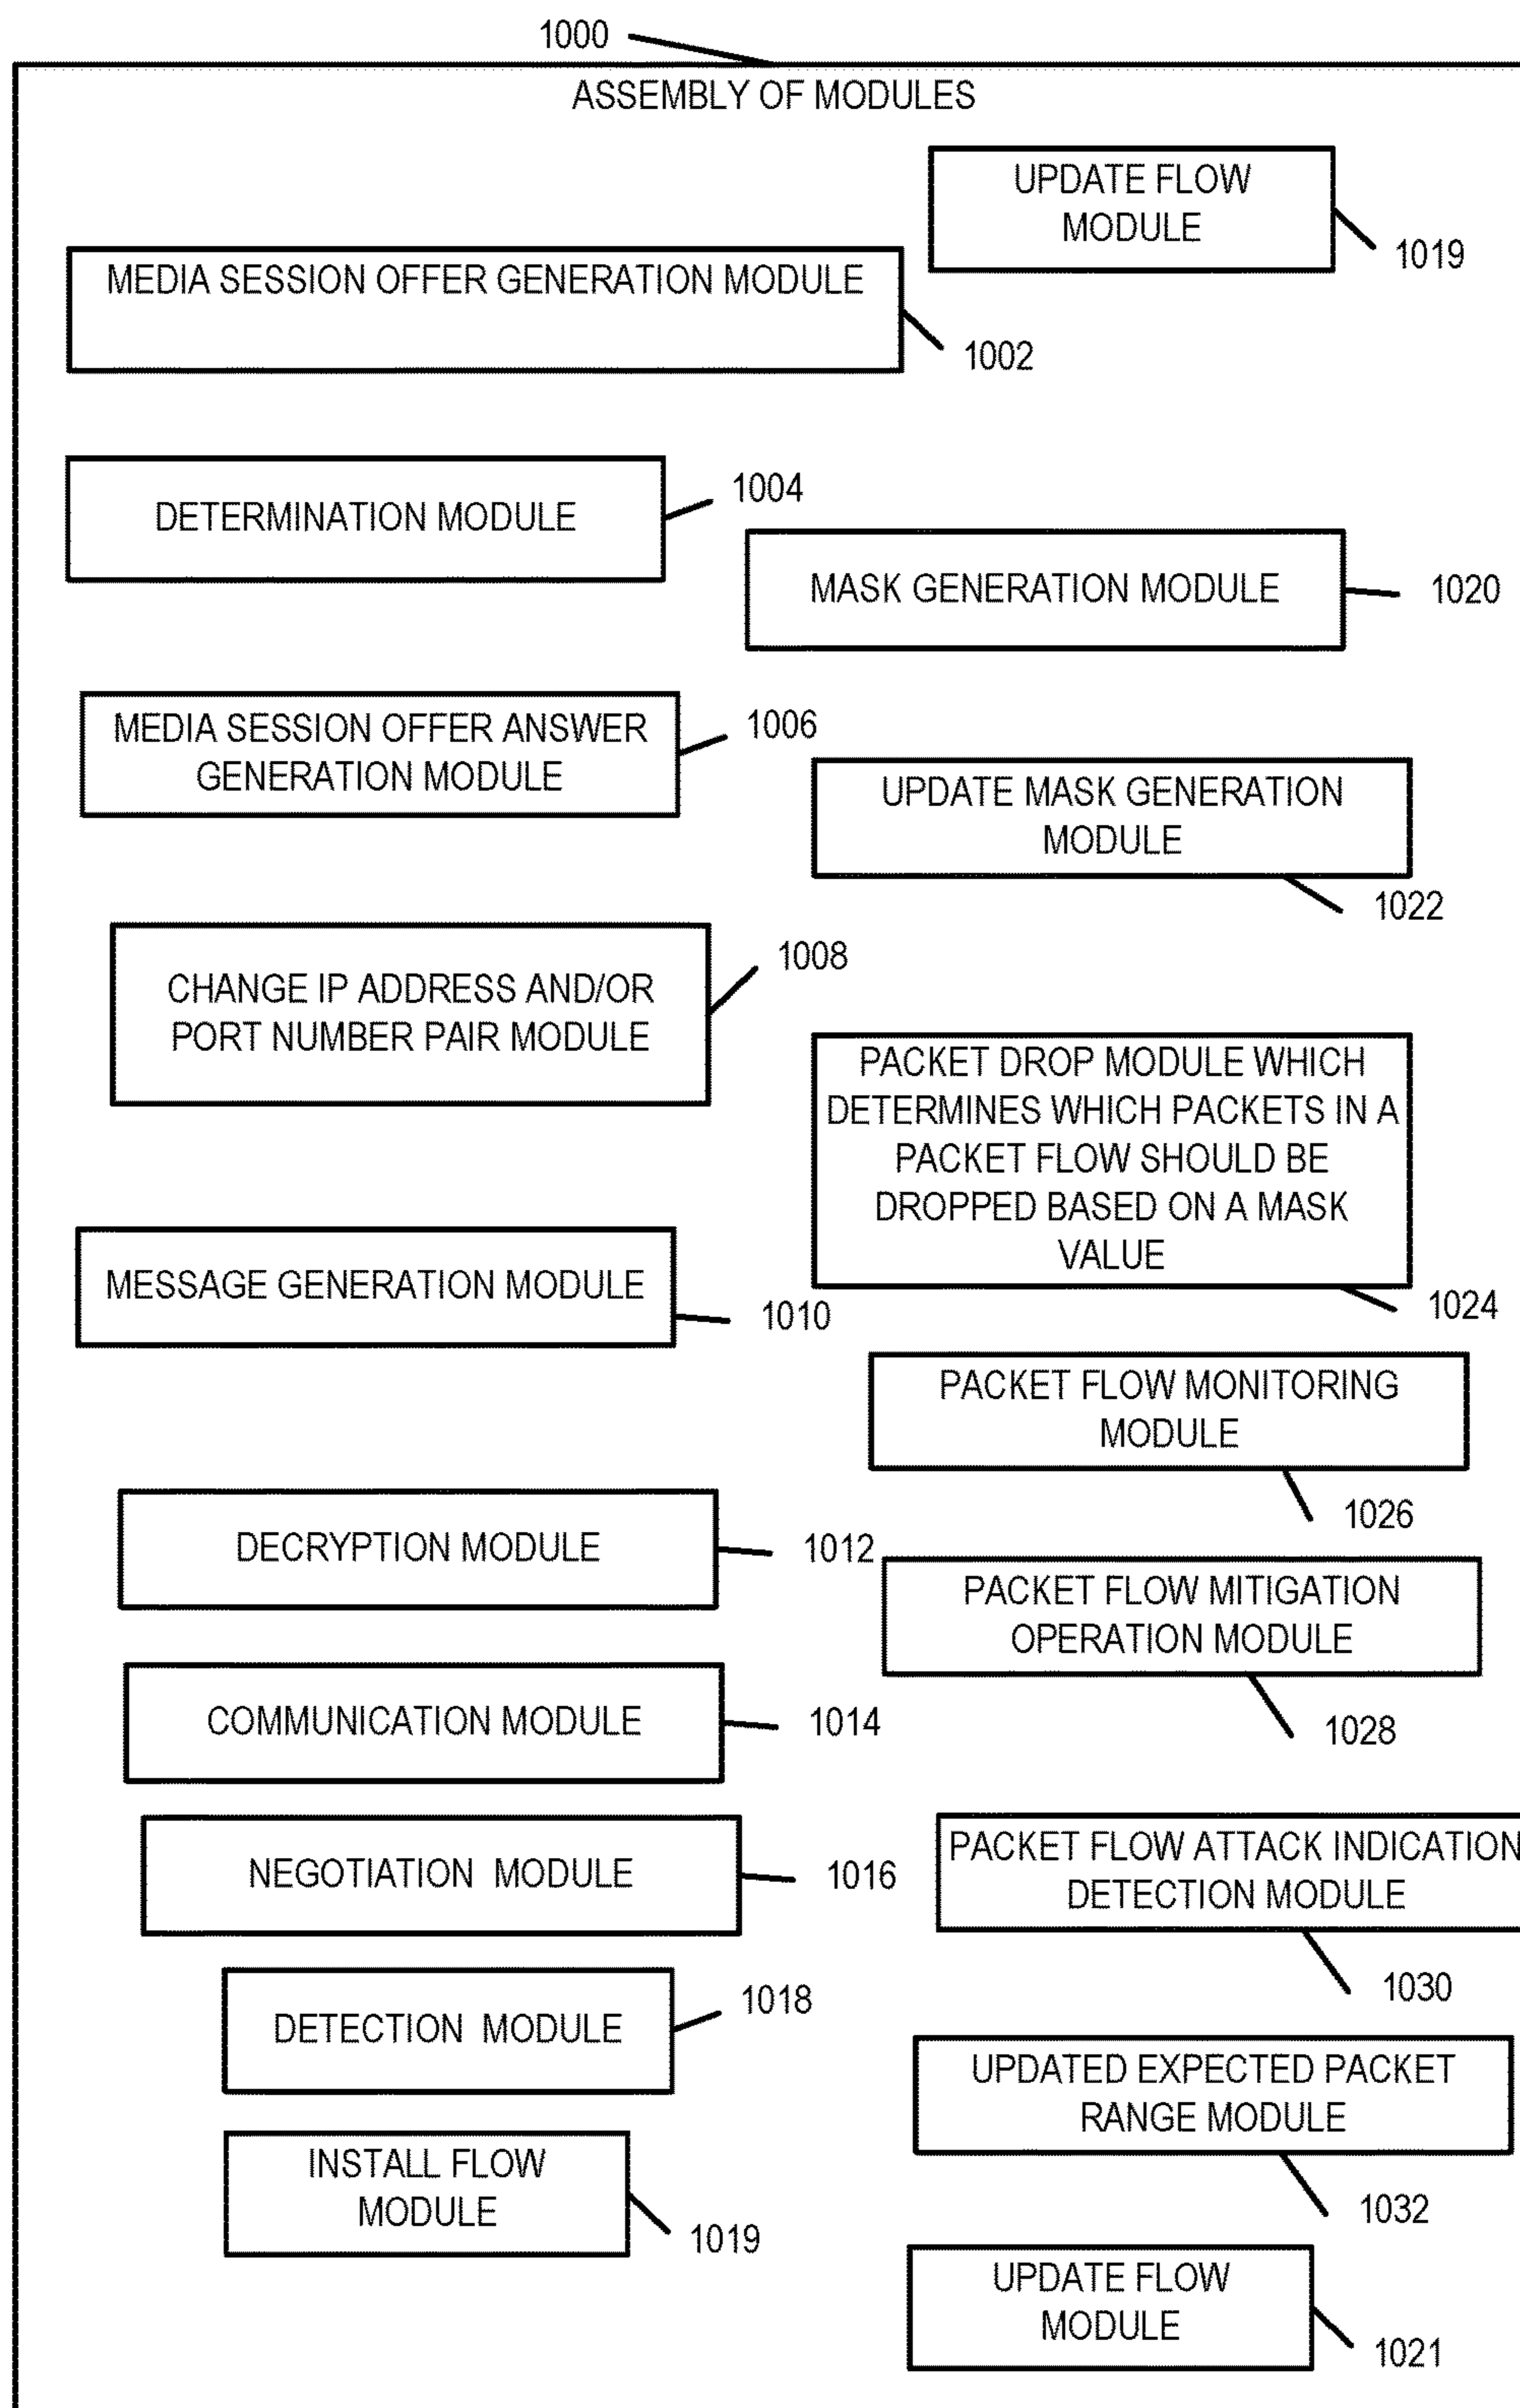 1000
ASSEMBLY OF MODULES
UPDATE FLOW
MODULE
1019
MEDIA SESSION OFFER GENERATION MODULE
1002
DETERMINATION MODULE
1004
MASK GENERATION MODULE
1020
MEDIA SESSION OFFER ANSWER
GENERATION MODULE
1006
UPDATE MASK GENERATION
MODULE
1022
CHANGE IP ADDRESS AND/OR
PORT NUMBER PAIR MODULE
1008
PACKET DROP MODULE WHICH
DETERMINES WHICH PACKETS IN A
PACKET FLOW SHOULD BE
DROPPED BASED ON A MASK
VALUE
1024
MESSAGE GENERATION MODULE
1010
PACKET FLOW MONITORING
MODULE
1026
DECRYPTION MODULE
1012
PACKET FLOW MITIGATION
OPERATION MODULE
1028
COMMUNICATION MODULE
1014
NEGOTIATION MODULE
1016
PACKET FLOW ATTACK INDICATION
DETECTION MODULE
1030
DETECTION MODULE
1018
UPDATED EXPECTED PACKET
RANGE MODULE
1032
INSTALL FLOW
MODULE
1019
UPDATE FLOW
MODULE
1021